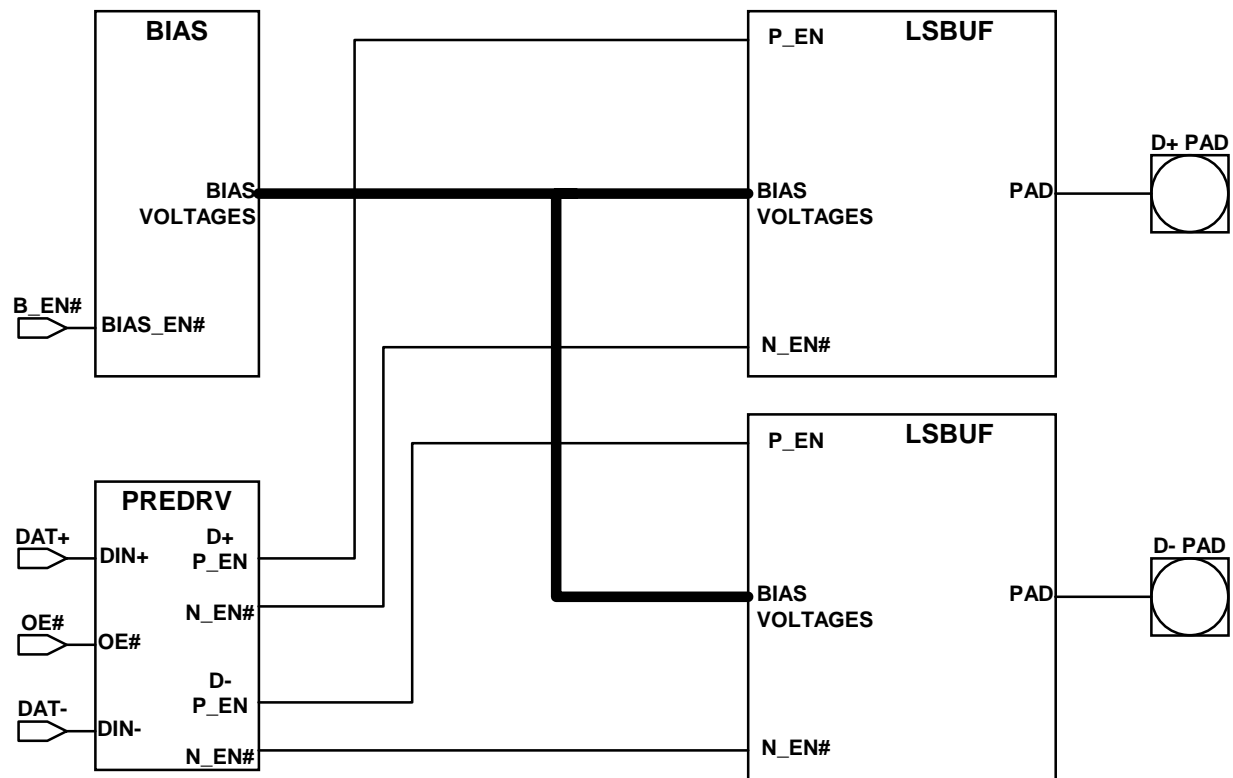 BIAS
BIAS
VOLTAGES
B_EN#
BIAS_EN#
LSBUF
P_EN
BIAS
VOLTAGES
PAD
N_EN#
D+ PAD
PREDRV
DAT+
DIN+
D+
P_EN
N_EN#
OE#
OE#
D-
P_EN
DAT-
DIN-
N_EN#
LSBUF
P_EN
BIAS
VOLTAGES
PAD
N_EN#
D- PAD